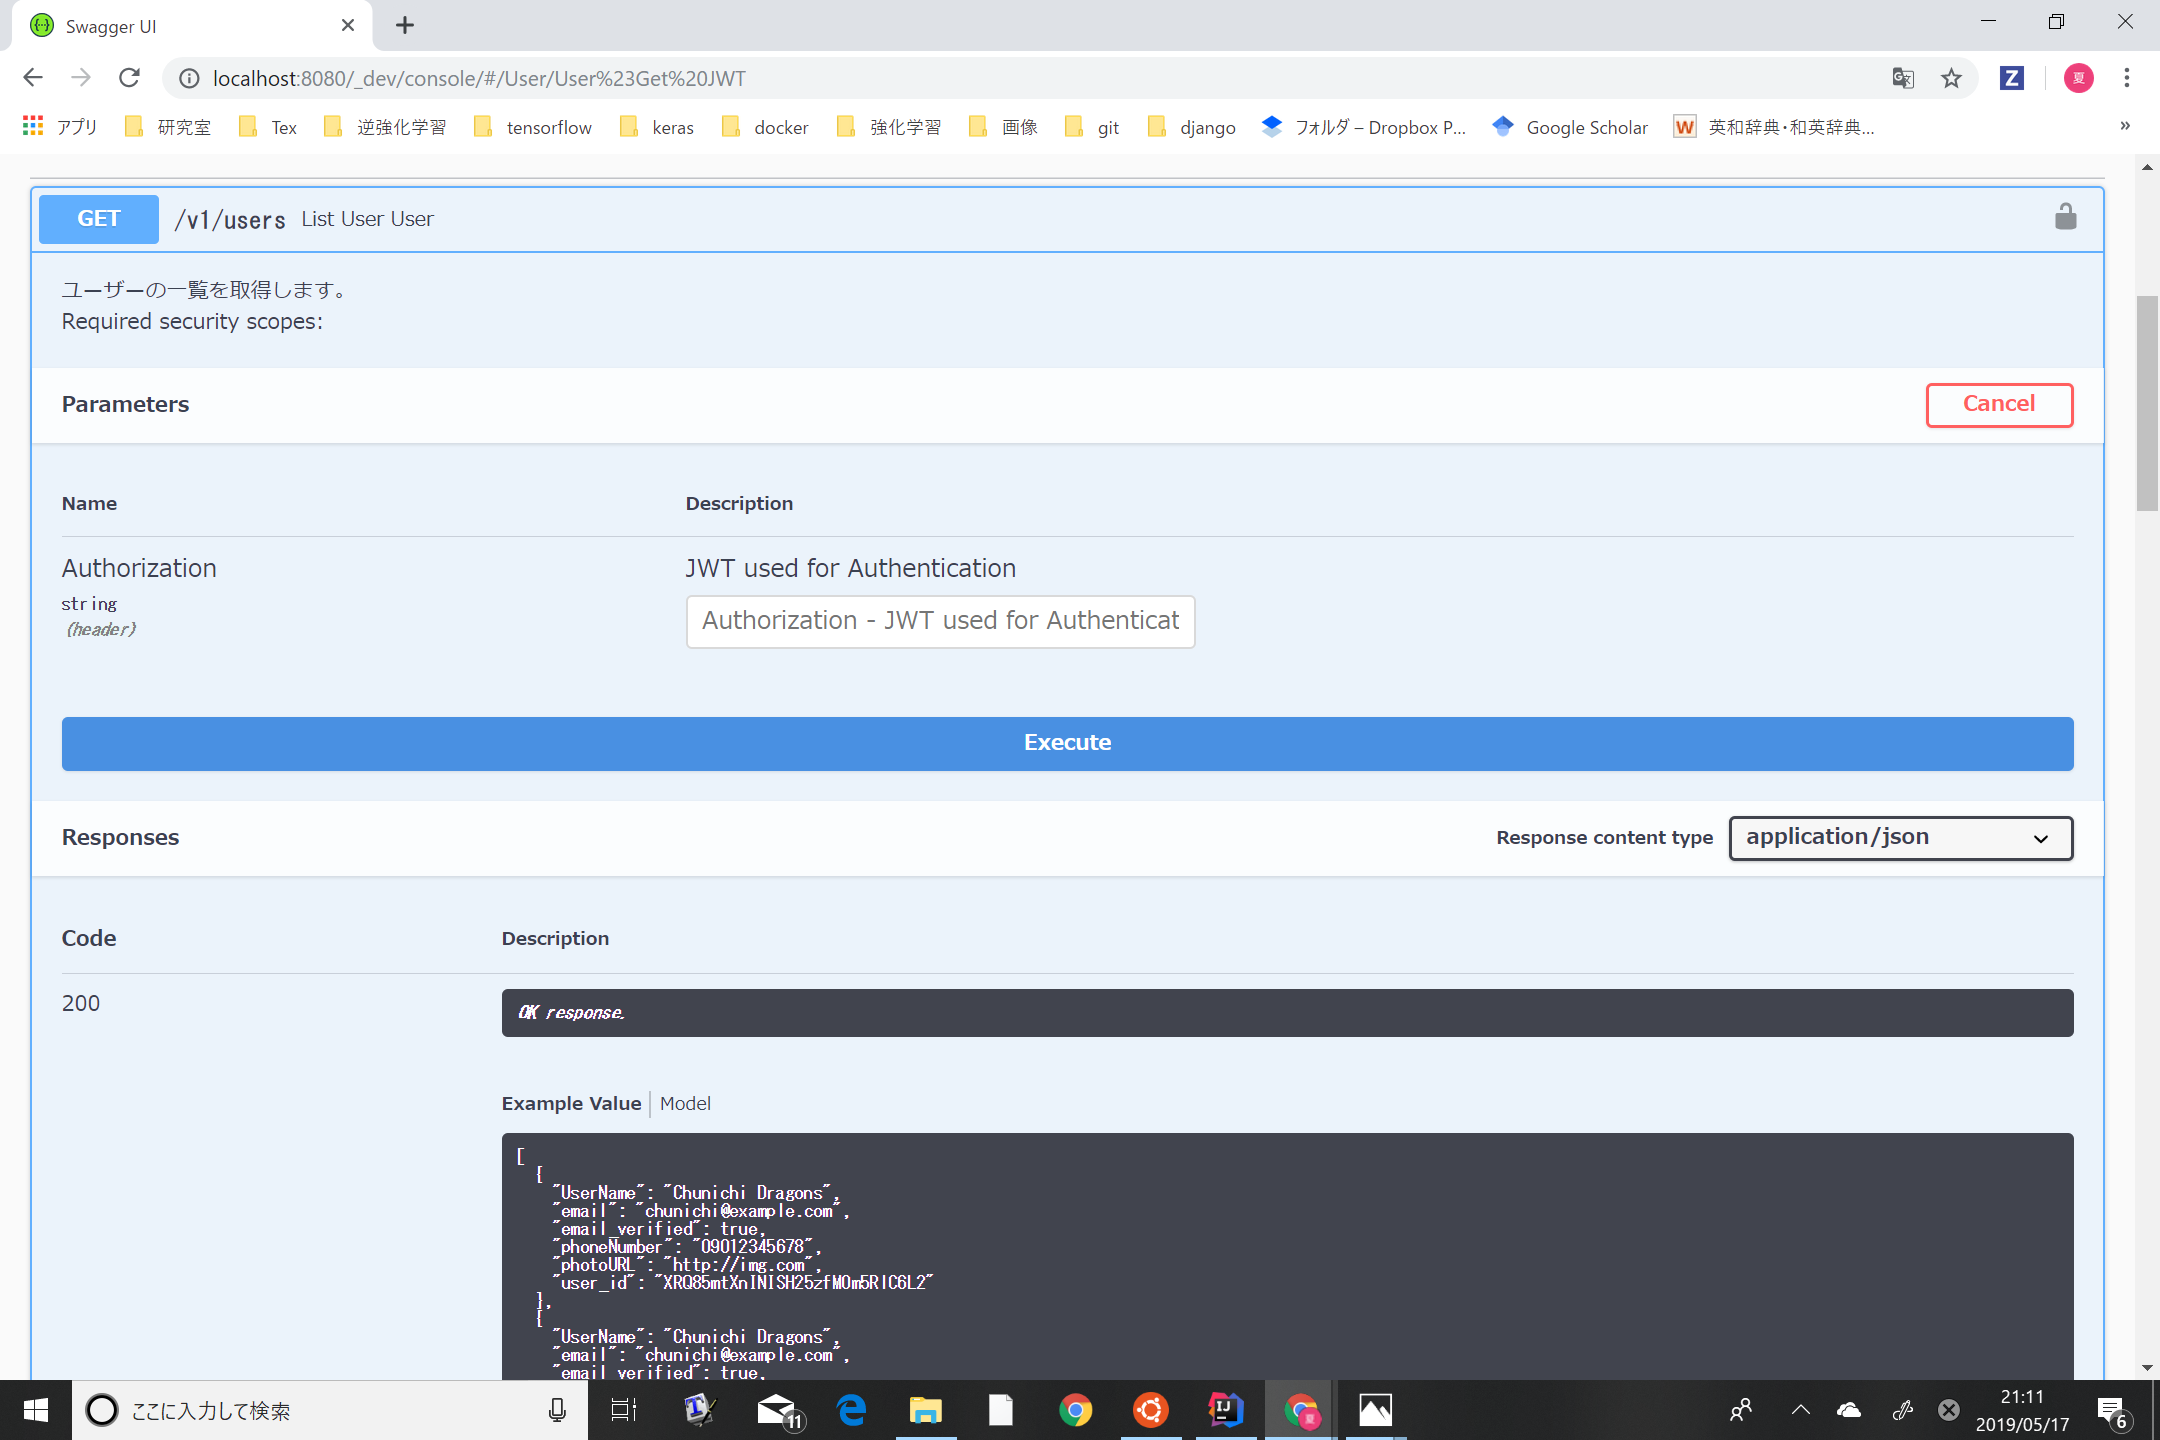 Swagger UI
localhost:8080/_dev/console/#/User/User%23Get%20JWT
夏
アプリ 研究室 Tex 逆強化学習 tensorflow keras docker 強化学習 画像 git django フォルダ – Dropbox P... Google Scholar W 英和辞典・和英辞典... »
GET /v1/users List User User
ユーザーの一覧を取得します。
Required security scopes:
Parameters Cancel
Name Description
Authorization JWT used for Authentication
string
(header)
Authorization - JWT used for Authenticat
Execute
Responses Response content type application/json
Code Description
200 OK response.
Example Value Model
[
{
"UserName": "Chunichi Dragons",
"email": "chunichi@example.com",
"email_verified": true,
"phoneNumber": "09012345678",
"photoURL": "http://img.com",
"user_id": "XRQ85mtXnINISH25zfM0m5RlC6L2"
},
{
"UserName": "Chunichi Dragons",
"email": "chunichi@example.com",
"email_verified": true,
ここに入力して検索 11 IJ 夏 21:11 6
2019/05/17